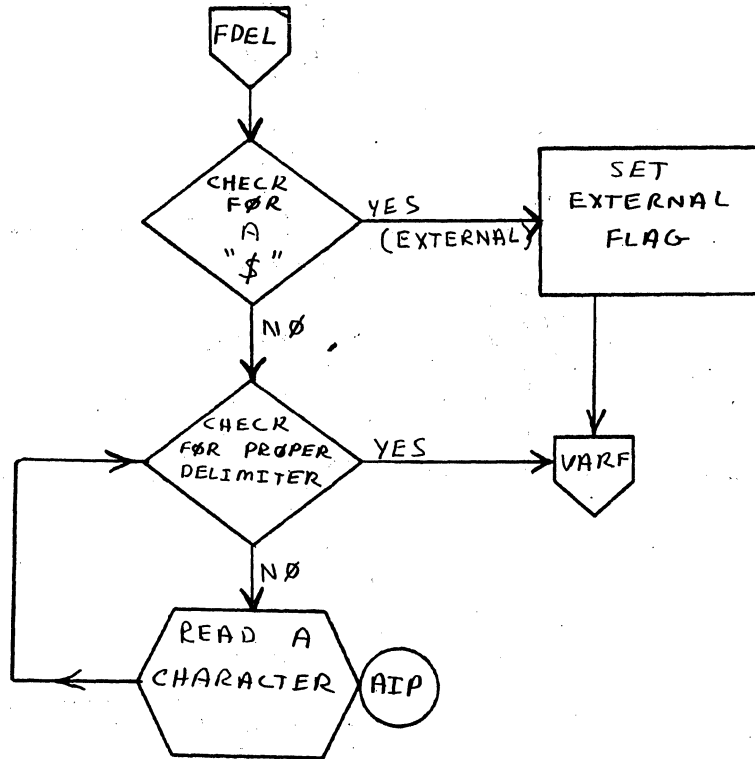 FDEL
CHECK
FØR
A
"$"
YES
(EXTERNAL)
SET
EXTERNAL
FLAG
NØ
CHECK
FØR PRØPER
DELIMITER
YES
VARF
NØ
READ A
CHARACTER
AIP